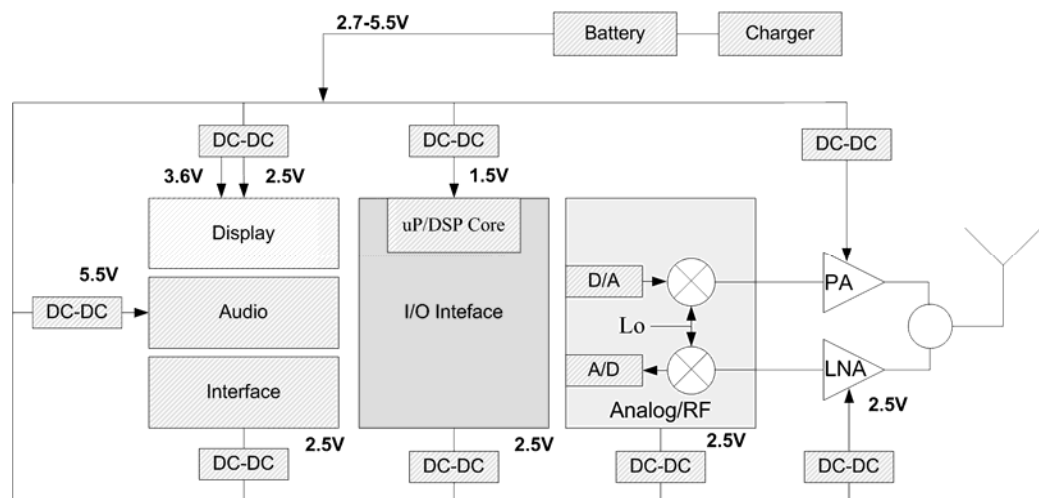 2.7-5.5V
Battery
Charger
DC-DC
DC-DC
DC-DC
3.6V
2.5V
1.5V
Display
uP/DSP Core
5.5V
DC-DC
Audio
I/O Inteface
D/A
PA
Lo
Interface
A/D
LNA
Analog/RF
2.5V
2.5V
2.5V
2.5V
DC-DC
DC-DC
DC-DC
DC-DC